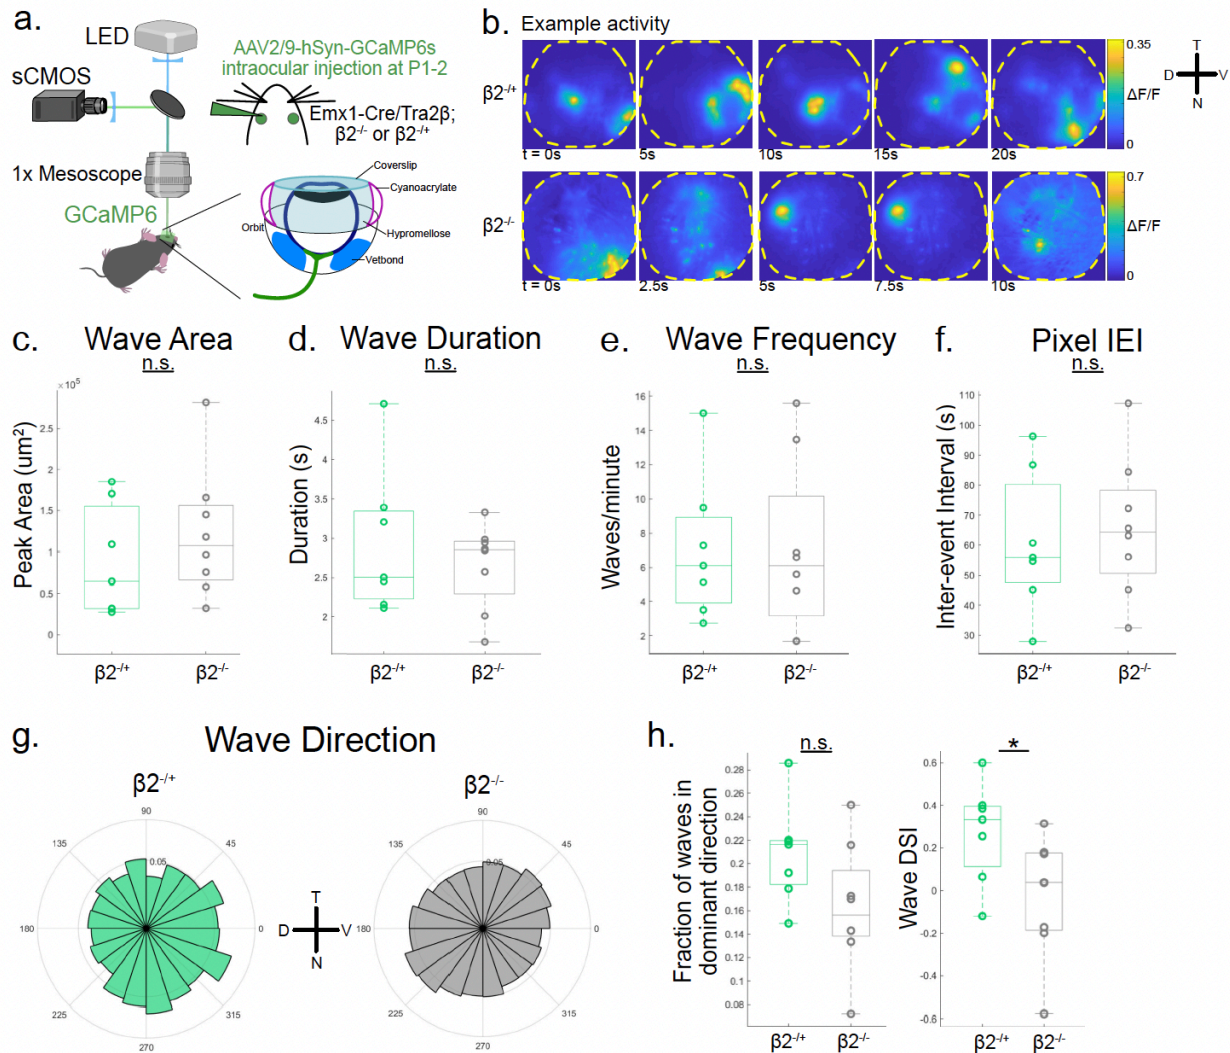 a.
LED
sCMOS
1x Mesoscope
GCaMP6
AAV2/9-hSyn-GCaMP6s
intraocular injection at P1-2
Emx1-Cre/Tra2β;
β2-/- or β2-/+
Coverslip
Cyanoacrylate
Orbit
Hypromellose
Vetbond
b. Example activity
β2-/+
t = 0s 5s 10s 15s 20s
0.35
ΔF/F
0
T
D V
N
β2-/-
t = 0s 2.5s 5s 7.5s 10s
0.7
ΔF/F
0
c. Wave Area
n.s.
×10⁵
Peak Area (um²)
2.5
2
1.5
1
0.5
0
β2-/+ β2-/-
d. Wave Duration
n.s.
Duration (s)
4.5
4
3.5
3
2.5
2
β2-/+ β2-/-
e. Wave Frequency
n.s.
Waves/minute
16
14
12
10
8
6
4
2
β2-/+ β2-/-
f. Pixel IEI
n.s.
Inter-event Interval (s)
110
100
90
80
70
60
50
40
30
β2-/+ β2-/-
g. Wave Direction
β2-/+
90
135 45
0.05
180 0
225 315
270
T
D V
N
β2-/-
90
135 45
0.05
180 0
225 315
270
h.
n.s.
Fraction of waves in
dominant direction
0.28
0.26
0.24
0.22
0.2
0.18
0.16
0.14
0.12
0.1
0.08
β2-/+ β2-/-
*
Wave DSI
0.6
0.4
0.2
0
-0.2
-0.4
-0.6
β2-/+ β2-/-